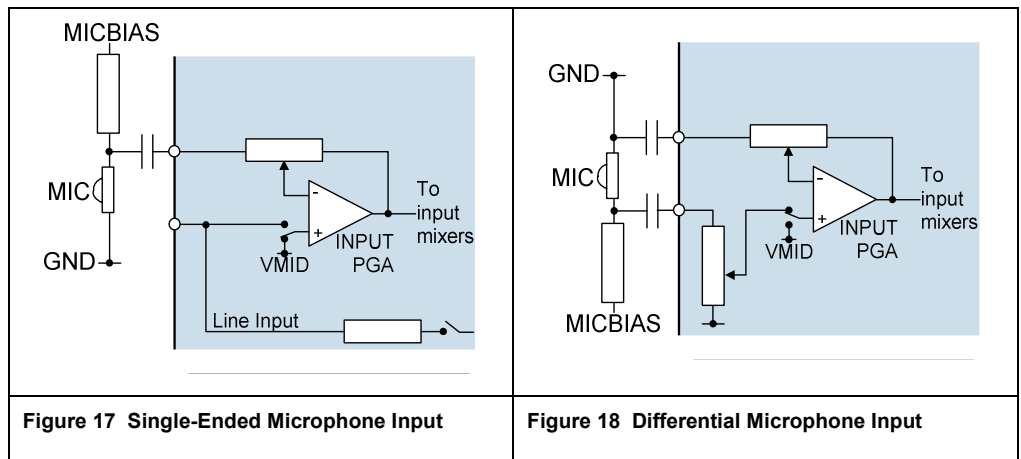 MICBIAS
MIC
GND
-
+
VMID
INPUT
PGA
To
input
mixers
Line Input
Figure 17 Single-Ended Microphone Input
GND
MIC
MICBIAS
-
+
VMID
INPUT
PGA
To
input
mixers
Figure 18 Differential Microphone Input